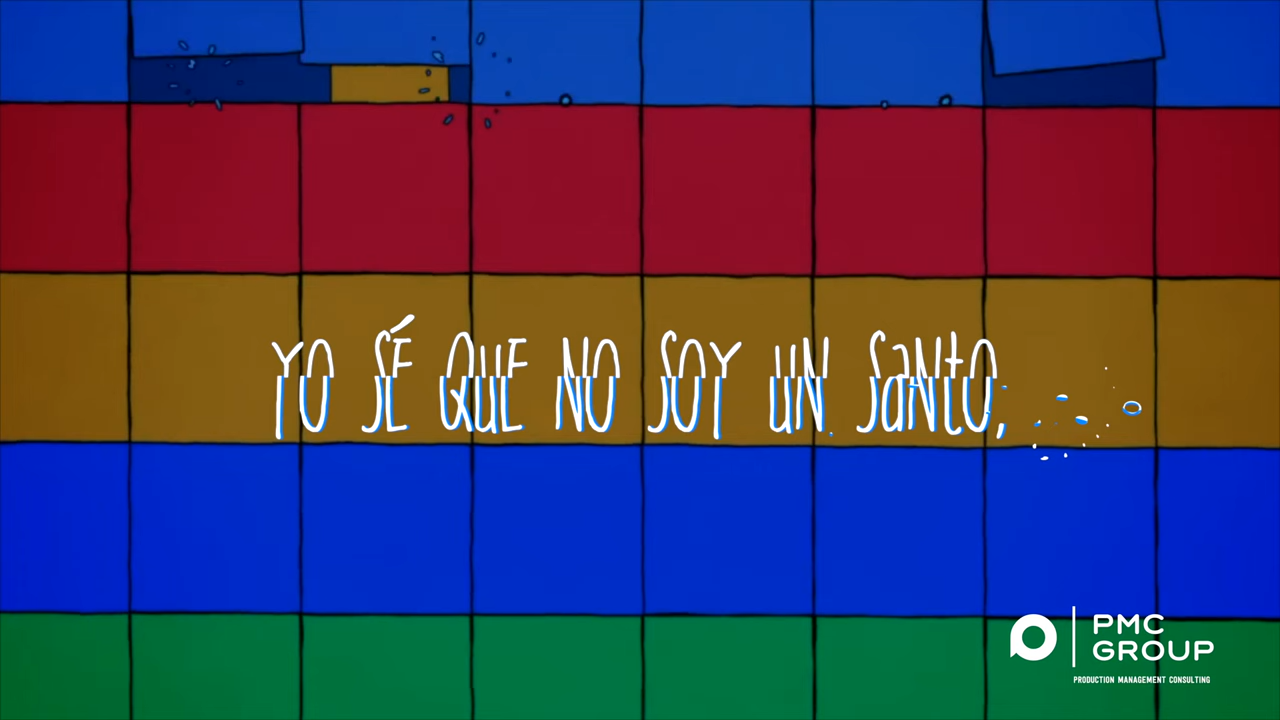 YO SÉ QUE NO SOY UN SaNtO,
PMC
GROUP
PRODUCTION MANAGEMENT CONSULTING